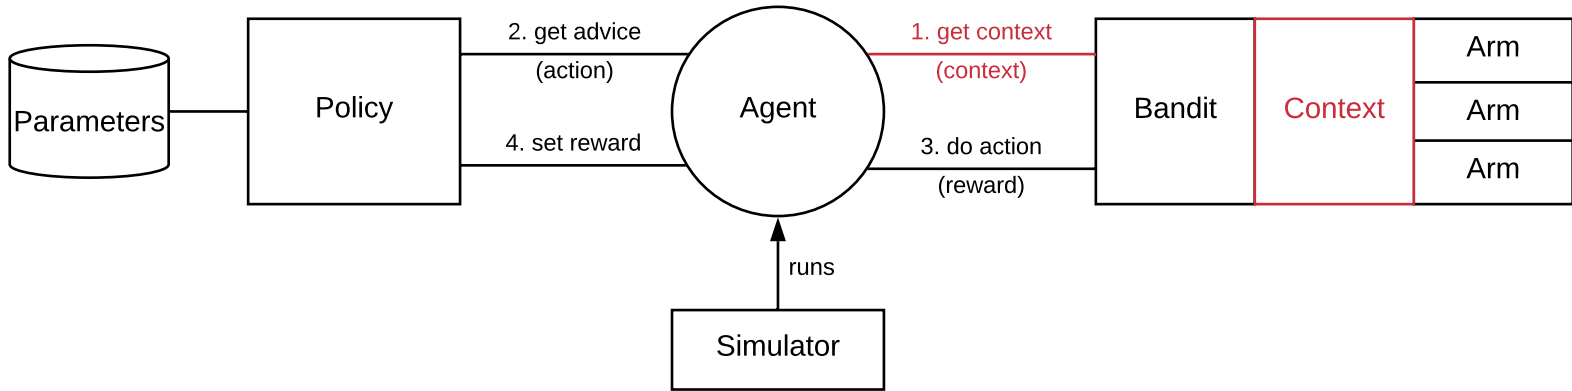 2. get advice
(action)
1. get context
(context)
Parameters
Policy
Agent
Bandit
Context
Arm
Arm
Arm
4. set reward
3. do action
(reward)
runs
Simulator